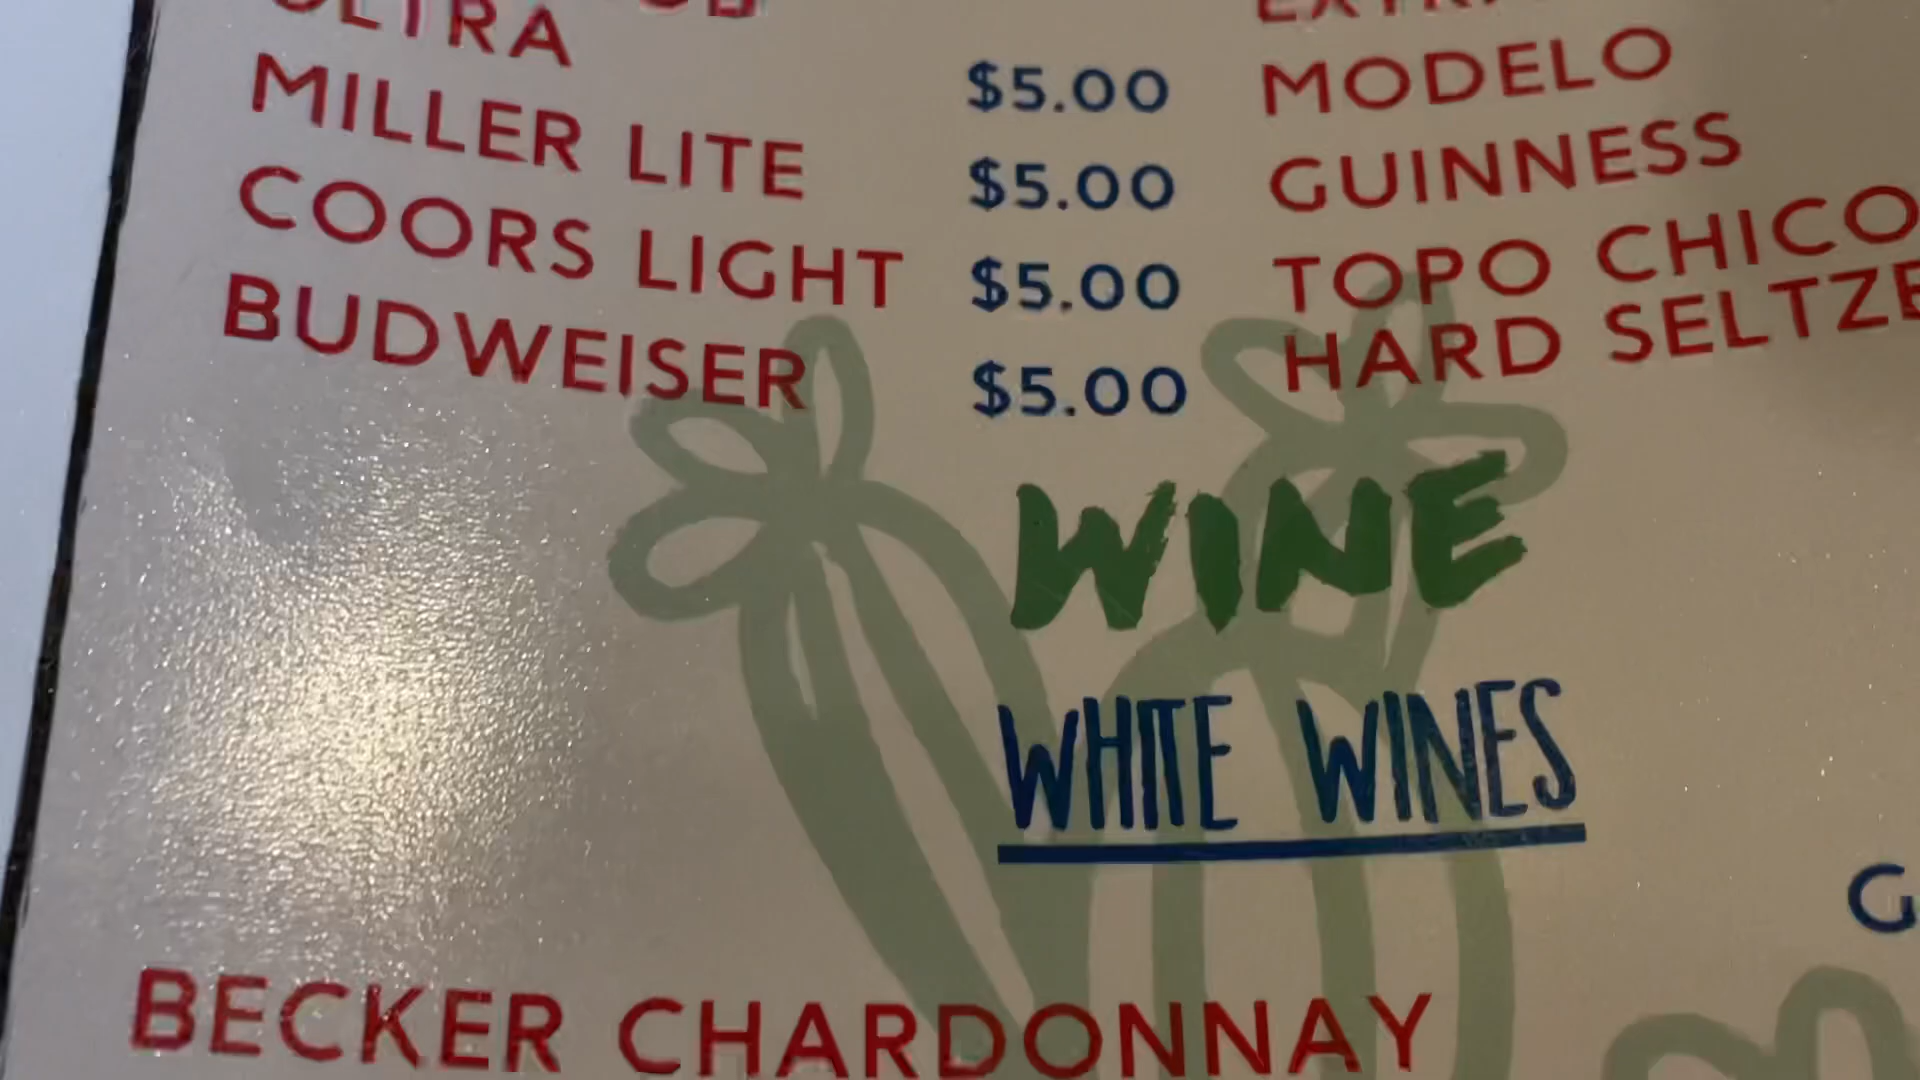 ULTRA $5.00
MILLER LITE $5.00
COORS LIGHT $5.00
BUDWEISER $5.00
MODELO
GUINNESS
TOPO CHICO
HARD SELTZE
WINE
WHITE WINES
G
BECKER CHARDONNAY